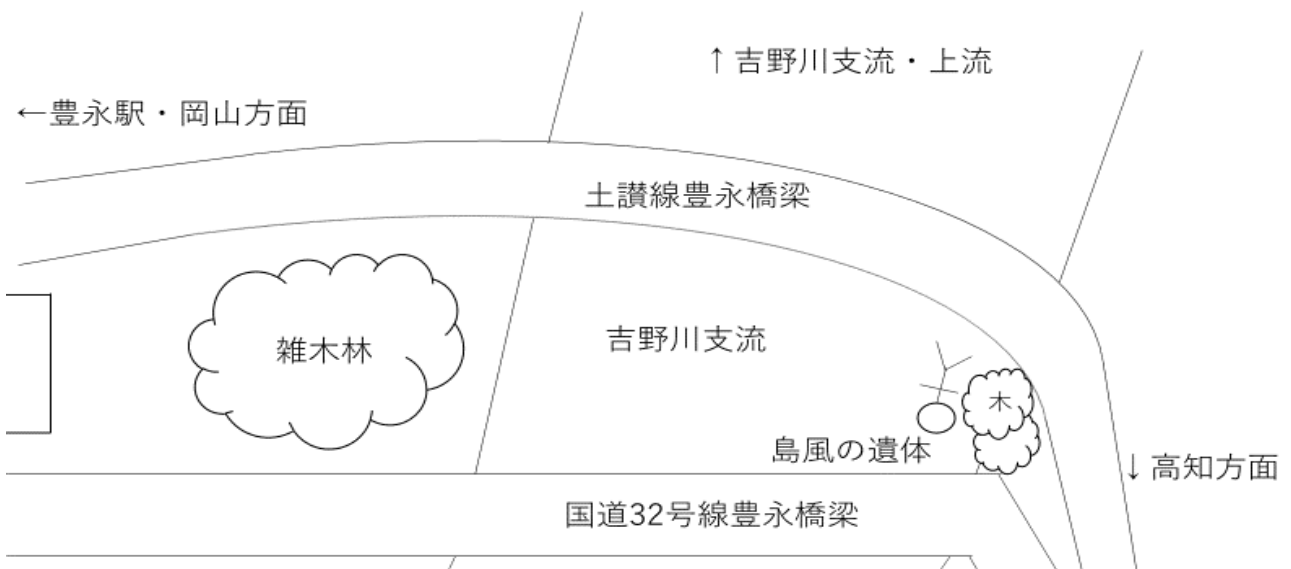 ↑吉野川支流・上流
←豊永駅・岡山方面
土讃線豊永橋梁
吉野川支流
雑木林
木
島風の遺体
↓高知方面
国道32号線豊永橋梁